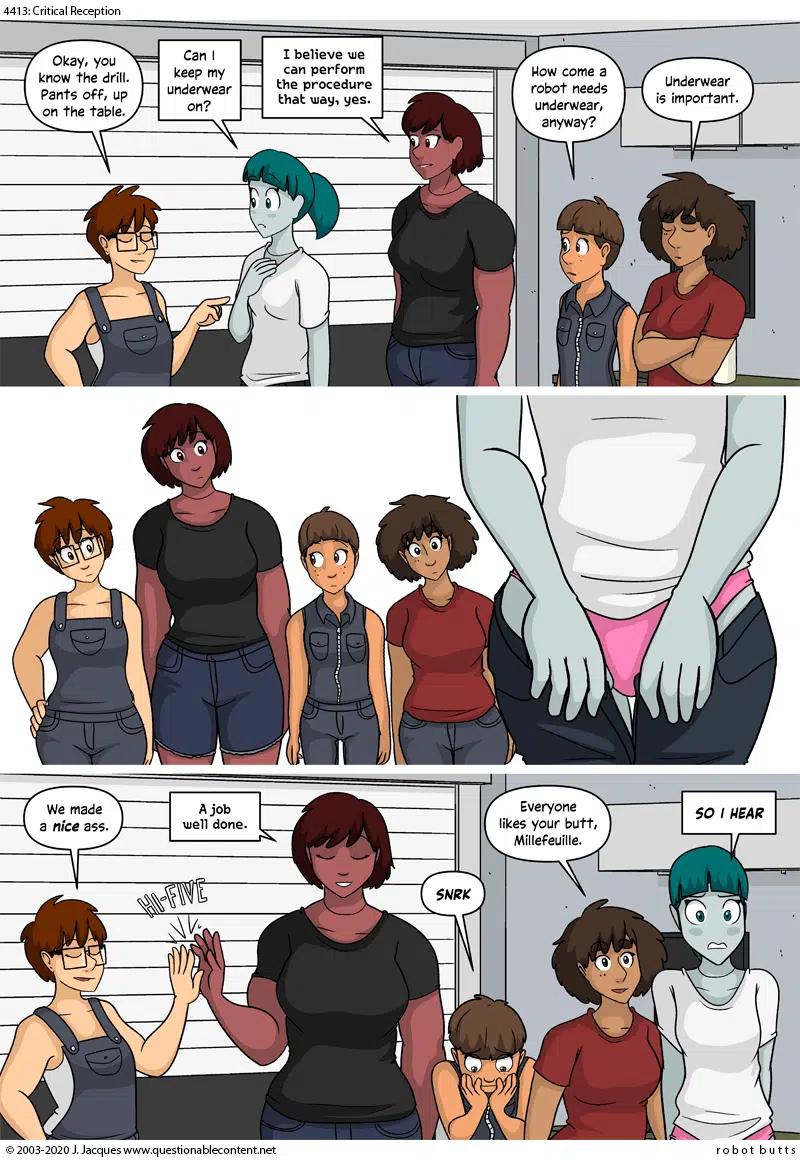 4413: Critical Reception
Okay, you
know the drill.
Pants off, up
on the table.
Can I
keep my
underwear
on?
I believe we
can perform
the procedure
that way, yes.
How come a
robot needs
underwear,
anyway?
Underwear
is important.
We made
a nice ass.
A job
well done.
HI-FIVE
SNRK
Everyone
likes your butt,
Millefeuille.
SO I HEAR
© 2003-2020 J. Jacques www.questionablecontent.net
robot butts